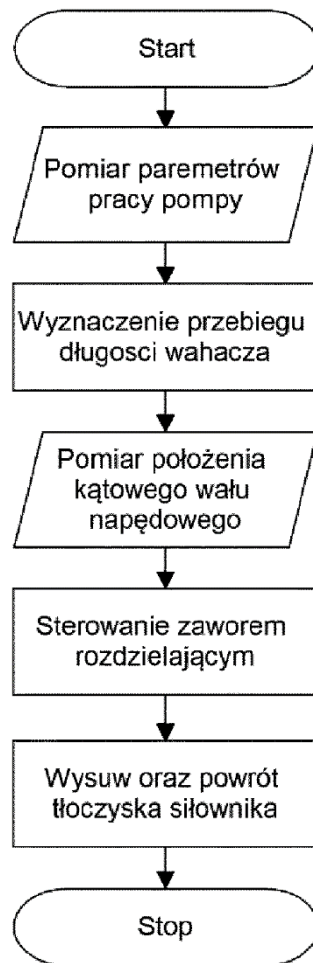 Start
Pomiar paremetrów
pracy pompy
Wyznaczenie przebiegu
długosci wahacza
Pomiar położenia
kątowego wału
napędowego
Sterowanie zaworem
rozdzielającym
Wysuw oraz powrót
tłoczyska siłownika
Stop